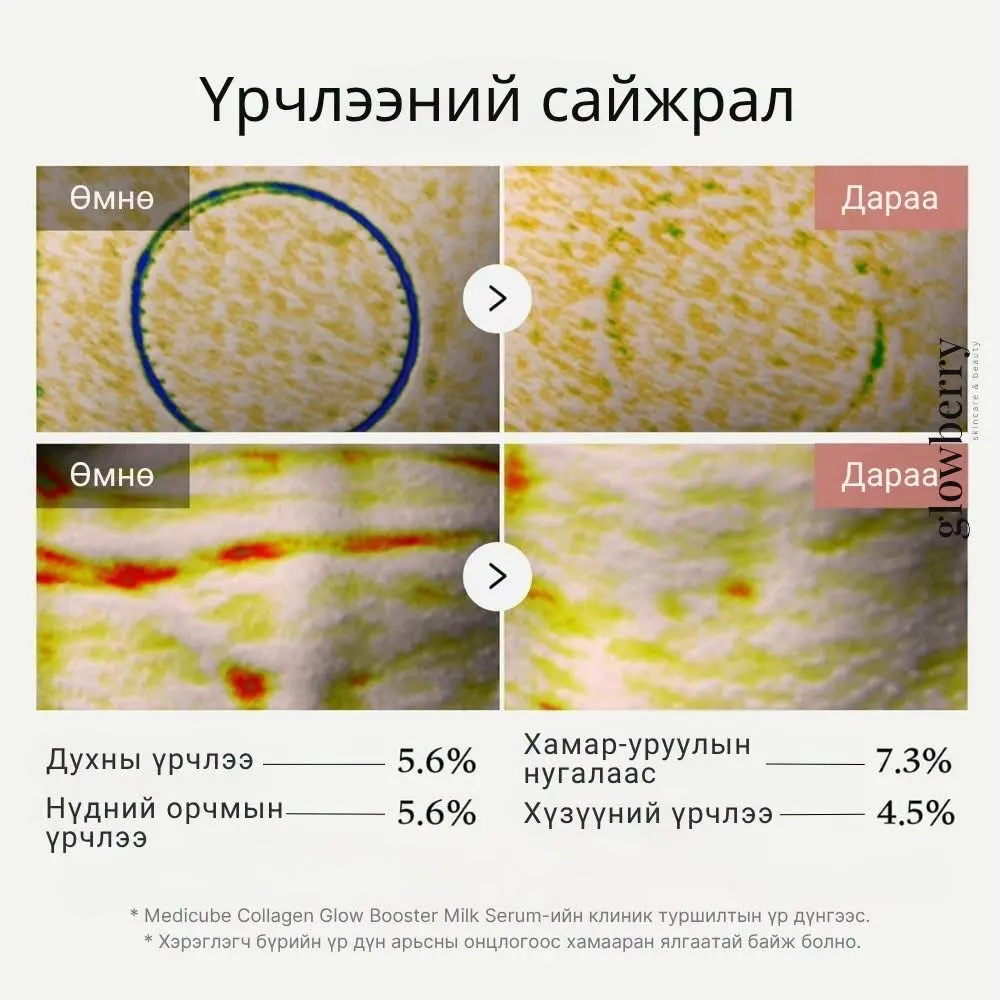 Үрчлээний сайжрал
Өмнө
Дараа
Өмнө
Дараа
glowberry
skincare & beauty
Духны үрчлээ 5.6%
Нүдний орчмын
үрчлээ
5.6%
Хамар-уруулын
нугалаас
7.3%
Хүзүүний үрчлээ 4.5%
* Medicube Collagen Glow Booster Milk Serum-ийн клиник туршилтын үр дүнгээс.
* Хэрэглэгч бүрийн үр дүн арьсны онцлогоос хамааран ялгаатай байж болно.